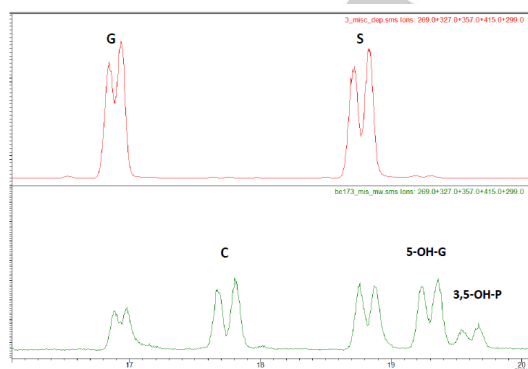 3_misc_dep.sms Ions: 269.0+327.0+357.0+415.0+299.0
G
S
bc173_mis_mw.sms Ions: 269.0+327.0+357.0+415.0+299.0
C
5-OH-G
3,5-OH-P
17
18
19
20